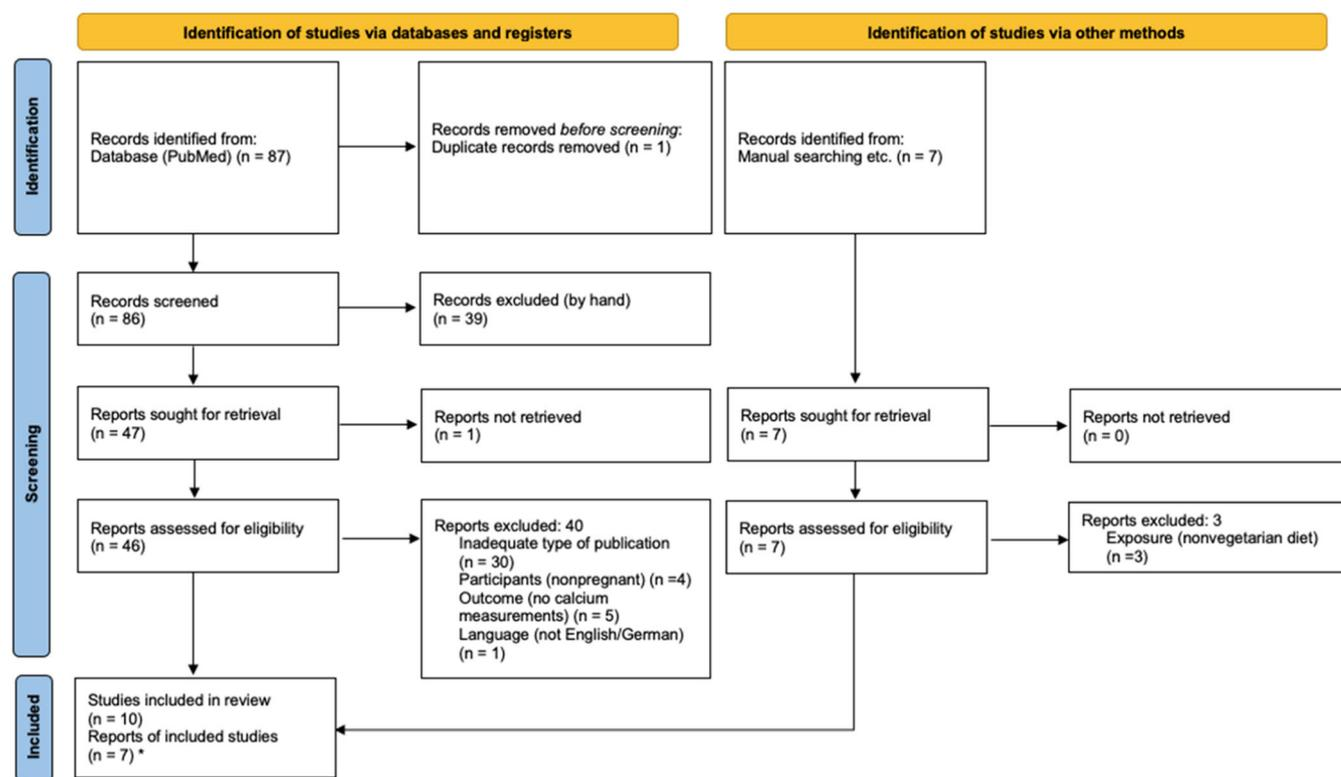 Identification of studies via databases and registers
Identification of studies via other methods
Identification
Records identified from:
Database (PubMed) (n = 87)
Records removed before screening:
Duplicate records removed (n = 1)
Records identified from:
Manual searching etc. (n = 7)
Screening
Records screened
(n = 86)
Records excluded (by hand)
(n = 39)
Reports sought for retrieval
(n = 47)
Reports not retrieved
(n = 1)
Reports sought for retrieval
(n = 7)
Reports not retrieved
(n = 0)
Reports assessed for eligibility
(n = 46)
Reports excluded: 40
Inadequate type of publication
(n = 30)
Participants (nonpregnant) (n =4)
Outcome (no calcium
measurements) (n = 5)
Language (not English/German)
(n = 1)
Reports assessed for eligibility
(n = 7)
Reports excluded: 3
Exposure (nonvegetarian diet)
(n =3)
Included
Studies included in review
(n = 10)
Reports of included studies
(n = 7) *